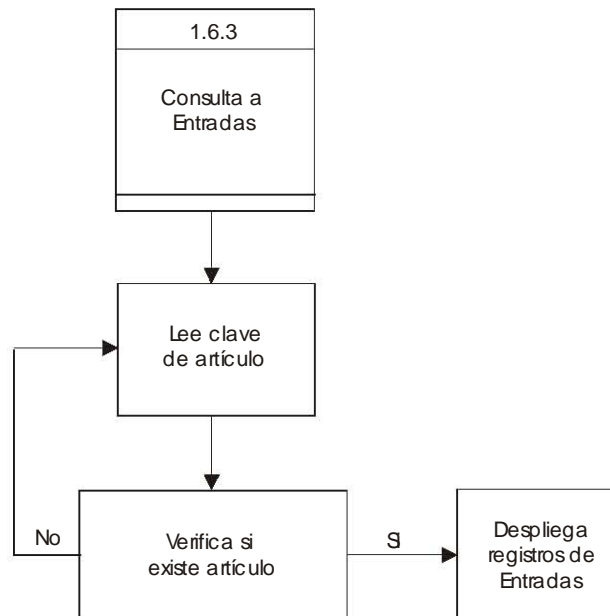 1.6.3
Consulta a
Entradas
Lee clave
de artículo
No
Verifica si
existe artículo
Si
Despliega
registros de
Entradas